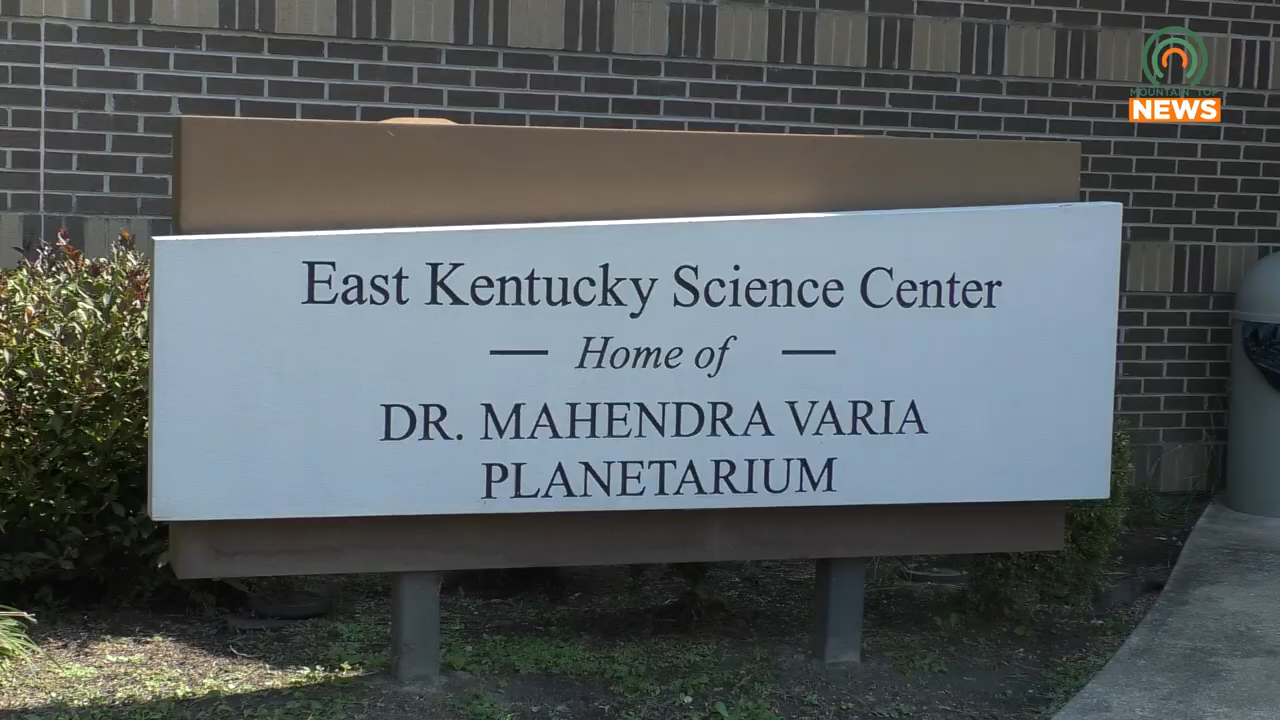 MOUNTAIN TOP
NEWS
East Kentucky Science Center
— Home of —
DR. MAHENDRA VARIA
PLANETARIUM